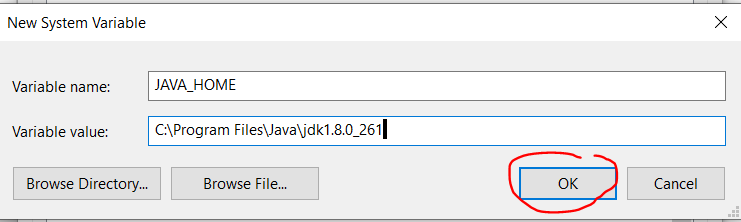 New System Variable
Variable name: JAVA_HOME
Variable value: C:\Program Files\Java\jdk1.8.0_261
Browse Directory... Browse File... OK Cancel